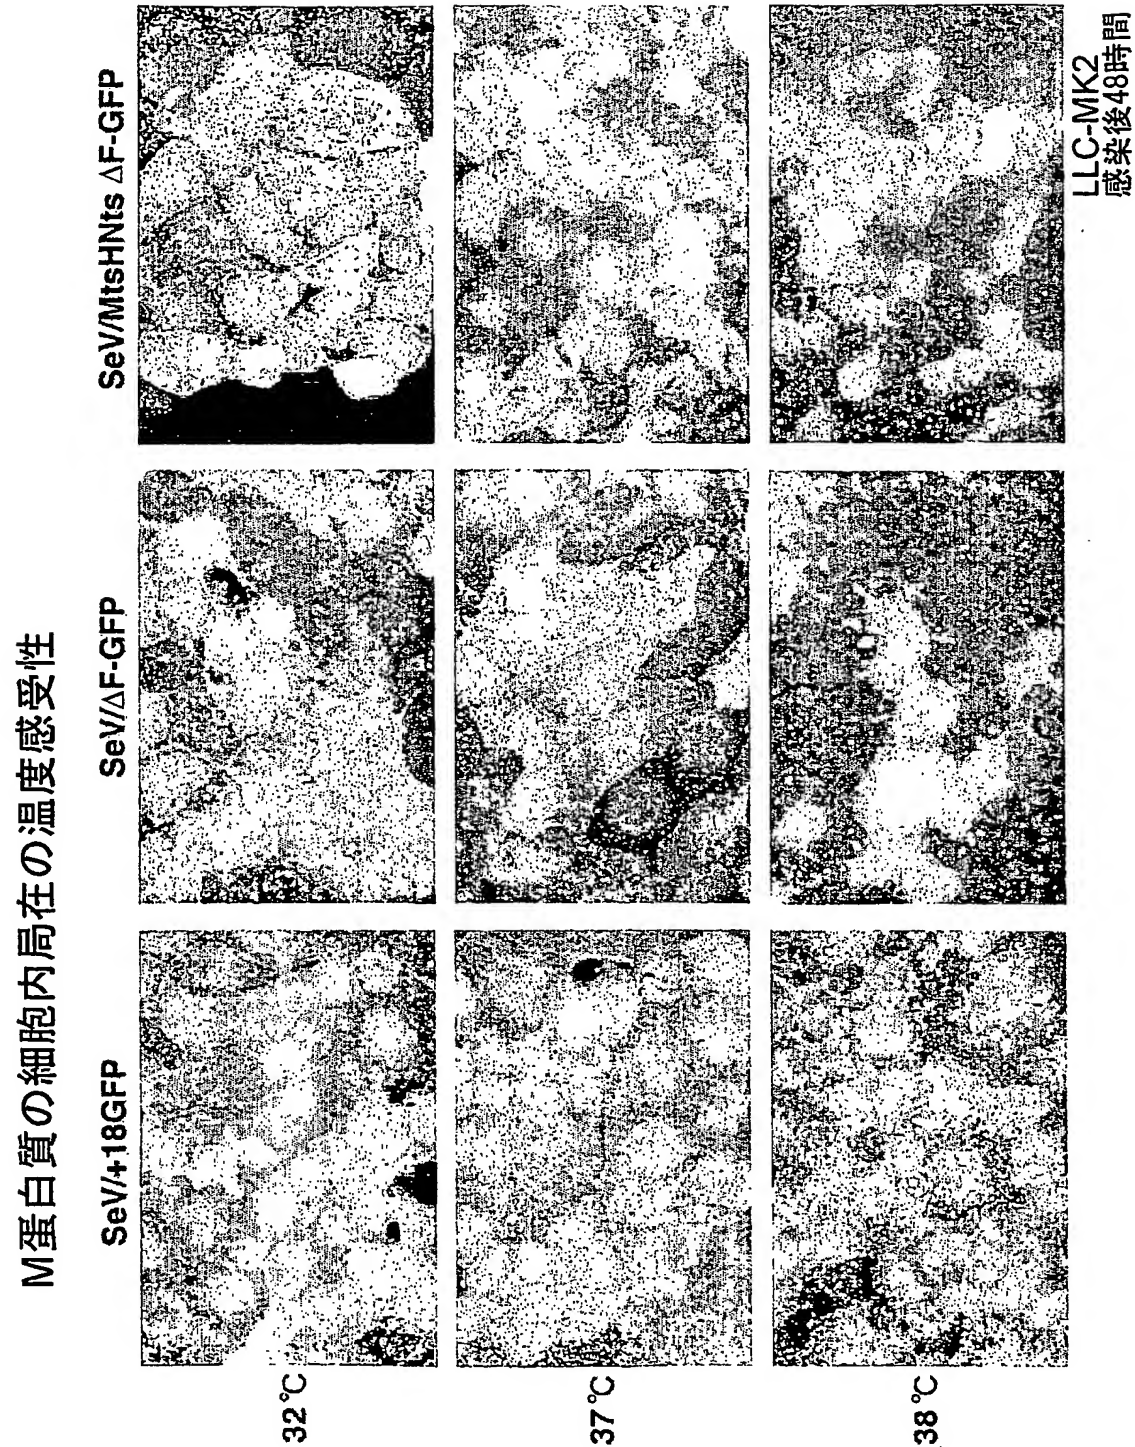 M蛋白質の細胞内局在の温度感受性
SeV/+18GFP
SeV/ΔF-GFP
SeV/MtsHNts ΔF-GFP
32℃
37℃
38℃
LLC-MK2
感染後48時間